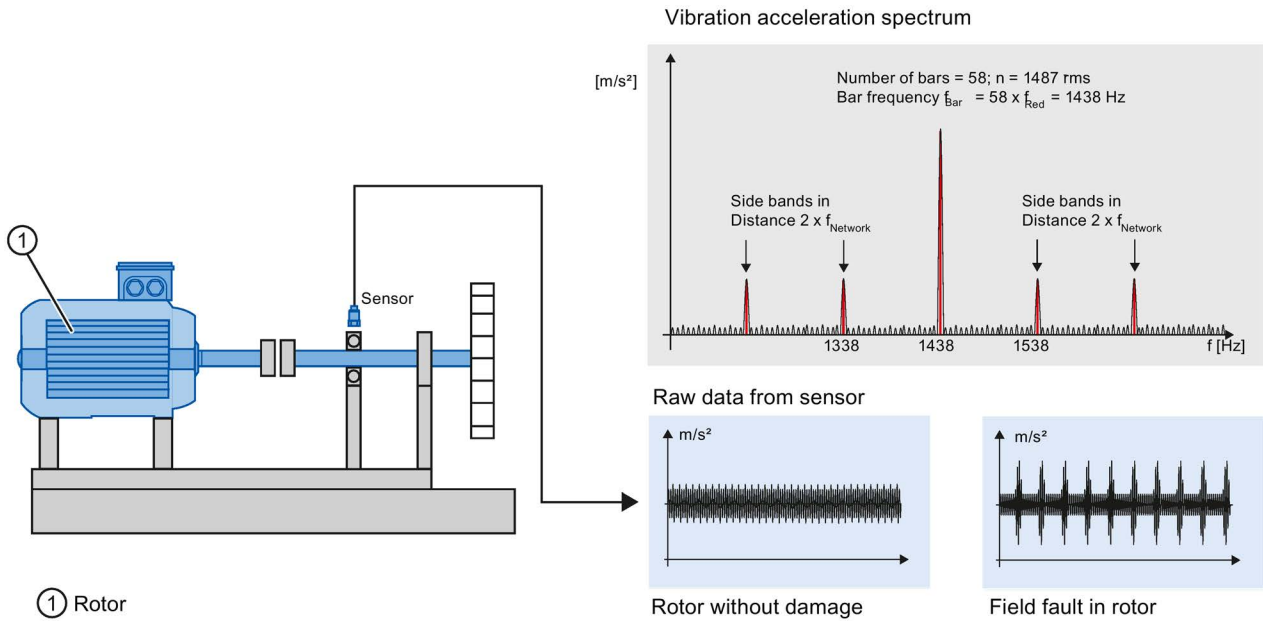 Vibration acceleration spectrum
[m/s²]
Number of bars = 58; n = 1487 rms
Bar frequency fBar = 58 x fRed = 1438 Hz
Side bands in
Distance 2 x fNetwork
Side bands in
Distance 2 x fNetwork
1338
1438
1538
f [Hz]
1
Sensor
Raw data from sensor
m/s²
m/s²
Rotor without damage
Field fault in rotor
1 Rotor